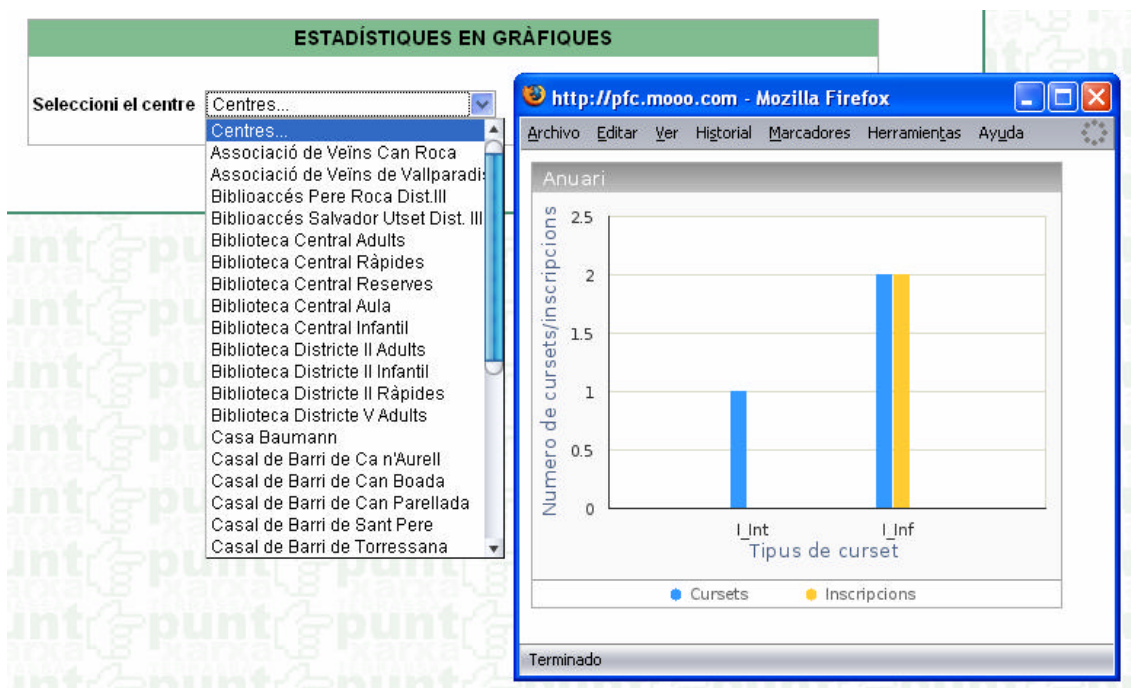 ESTADÍSTIQUES EN GRÀFIQUES
Seleccioni el centre
Centres...
Centres...
Associació de Veïns Can Roca
Associació de Veïns de Vallparadis
Biblioaccés Pere Roca Dist.III
Biblioaccés Salvador Utset Dist. III
Biblioteca Central Adults
Biblioteca Central Ràpides
Biblioteca Central Reserves
Biblioteca Central Aula
Biblioteca Central Infantil
Biblioteca Districte II Adults
Biblioteca Districte II Infantil
Biblioteca Districte II Ràpides
Biblioteca Districte V Adults
Casa Baumann
Casal de Barri de Ca n'Aurell
Casal de Barri de Can Boada
Casal de Barri de Can Parellada
Casal de Barri de Sant Pere
Casal de Barri de Torressana
http://pfc.mooo.com - Mozilla Firefox
Archivo Editar Ver Historial Marcadores Herramientas Ayuda
Anuari
Numero de cursets/inscripcions
2.5
2
1.5
1
0.5
0
I_Int I_Inf
Tipus de curset
Cursets Inscripcions
Terminado